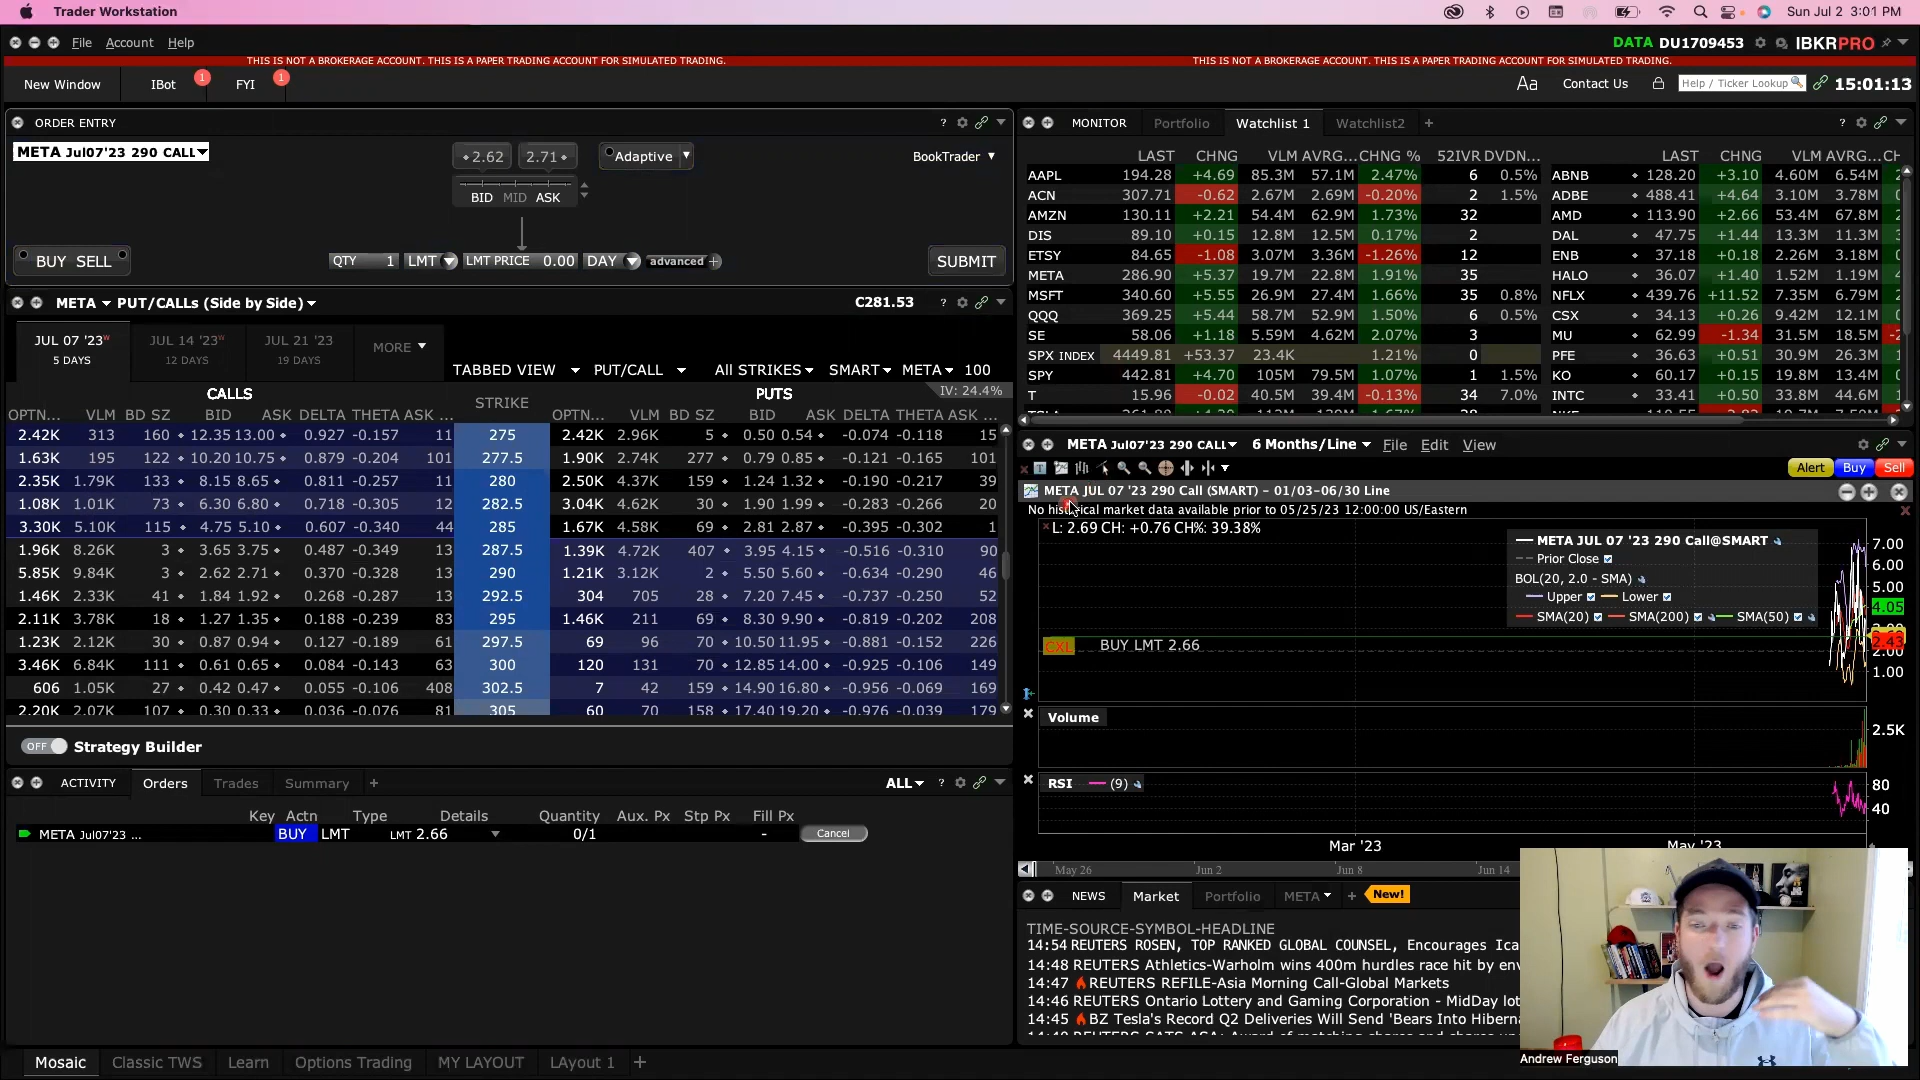 Trader Workstation
Sun Jul 2 3:01 PM
File Account Help
DATA DU1709453 IBKRPRO
THIS IS NOT A BROKERAGE ACCOUNT. THIS IS A PAPER TRADING ACCOUNT FOR SIMULATED TRADING.
THIS IS NOT A BROKERAGE ACCOUNT. THIS IS A PAPER TRADING ACCOUNT FOR SIMULATED TRADING.
New Window IBot 1 FYI 1
Aa Contact Us Help / Ticker Lookup 15:01:13
ORDER ENTRY ?
META Jul07'23 290 CALL
2.62 2.71 Adaptive BookTrader
BID MID ASK
BUY SELL QTY 1 LMT LMT PRICE 0.00 DAY advanced + SUBMIT
META PUT/CALLs (Side by Side) C281.53 ?
JUL 07 '23 W JUL 14 '23 W JUL 21 '23 MORE
5 DAYS 12 DAYS 19 DAYS
TABBED VIEW PUT/CALL All STRIKES SMART META 100
CALLS STRIKE PUTS IV: 24.4%
OPTN... VLM BD SZ BID ASK DELTA THETA ASK ... OPTN... VLM BD SZ BID ASK DELTA THETA ASK ...
2.42K 313 160 12.35 13.00 0.927 -0.157 11 275 2.42K 2.96K 5 0.50 0.54 -0.074 -0.118 15
1.63K 195 122 10.20 10.75 0.879 -0.204 101 277.5 1.90K 2.74K 277 0.79 0.85 -0.121 -0.165 101
2.35K 1.79K 133 8.15 8.65 0.811 -0.257 11 280 2.50K 4.37K 159 1.24 1.32 -0.190 -0.217 39
1.08K 1.01K 73 6.30 6.80 0.718 -0.305 12 282.5 3.04K 4.62K 30 1.90 1.99 -0.283 -0.266 24
3.30K 5.10K 115 4.75 5.10 0.607 -0.340 44 285 1.67K 4.58K 69 2.81 2.87 -0.395 -0.302 1
1.96K 8.26K 3 3.65 3.75 0.487 -0.349 13 287.5 1.39K 4.72K 407 3.95 4.15 -0.516 -0.310 90
5.85K 9.84K 3 2.62 2.71 0.370 -0.328 13 290 1.21K 3.12K 2 5.50 5.60 -0.634 -0.290 46
1.46K 2.33K 41 1.84 1.92 0.268 -0.287 13 292.5 304 705 28 7.20 7.45 -0.737 -0.250 52
2.11K 3.78K 18 1.27 1.35 0.188 -0.239 83 295 1.46K 211 69 8.30 9.90 -0.819 -0.202 208
1.23K 2.12K 30 0.87 0.94 0.127 -0.189 61 297.5 69 96 70 10.50 11.95 -0.881 -0.152 226
3.46K 6.84K 111 0.61 0.65 0.084 -0.143 63 300 120 131 70 12.85 14.00 -0.925 -0.106 149
606 1.05K 27 0.42 0.47 0.055 -0.106 408 302.5 7 42 159 14.90 16.80 -0.956 -0.069 169
2.20K 2.07K 107 0.30 0.33 0.036 -0.076 81 305 60 70 158 17.40 19.20 -0.976 -0.039 179
OFF Strategy Builder
ACTIVITY Orders Trades Summary + ALL ?
Key Actn Type Details Quantity Aux. Px Stp Px Fill Px
META Jul07'23 ... BUY LMT LMT 2.66 0/1 - Cancel
MONITOR Portfolio Watchlist 1 Watchlist2 + ?
LAST CHNG VLM AVRG... CHNG % 52IVR DVDN... LAST CHNG VLM AVRG... CH
AAPL 194.28 +4.69 85.3M 57.1M 2.47% 6 0.5% ABNB 128.20 +3.10 4.60M 6.54M
ACN 307.71 -0.62 2.67M 2.69M -0.20% 2 1.5% ADBE 488.41 +4.64 3.10M 3.78M
AMZN 130.11 +2.21 54.4M 62.9M 1.73% 32 AMD 113.90 +2.66 53.4M 67.8M
DIS 89.10 +0.15 12.8M 12.5M 0.17% 2 DAL 47.75 +1.44 13.3M 11.3M
ETSY 84.65 -1.08 3.07M 3.36M -1.26% 12 ENB 37.18 +0.18 2.26M 3.18M
META 286.90 +5.37 19.7M 22.8M 1.91% 35 HALO 36.07 +1.40 1.52M 1.19M
MSFT 340.60 +5.55 26.9M 27.4M 1.66% 35 0.8% NFLX 439.76 +11.52 7.35M 6.79M
QQQ 369.25 +5.44 58.7M 52.9M 1.50% 6 0.5% CSX 34.13 +0.26 9.42M 12.1M
SE 58.06 +1.18 5.59M 4.62M 2.07% 3 MU 62.99 -1.34 31.5M 18.5M
SPX INDEX 4449.81 +53.37 23.4K 1.21% 0 PFE 36.63 +0.51 30.9M 26.3M
SPY 442.81 +4.70 105M 79.5M 1.07% 1 1.5% KO 60.17 +0.15 19.8M 13.4M
T 15.96 -0.02 40.5M 39.4M -0.13% 34 7.0% INTC 33.41 +0.50 33.8M 44.6M
META Jul07'23 290 CALL 6 Months/Line File Edit View
Alert Buy Sell
META JUL 07 '23 290 Call (SMART) - 01/03-06/30 Line
No historical market data available prior to 05/25/23 12:00:00 US/Eastern
L: 2.69 CH: +0.76 CH%: 39.38%
META JUL 07 '23 290 Call@SMART
Prior Close
BOL(20, 2.0 - SMA)
Upper Lower
SMA(20) SMA(200) SMA(50)
7.00
6.00
5.00
4.05
2.43
2.00
1.00
CXL BUY LMT 2.66
Volume
2.5K
RSI (9)
80
40
Mar '23 May '23
May 26 Jun 2 Jun 8 Jun 14
NEWS Market Portfolio META + New!
TIME-SOURCE-SYMBOL-HEADLINE
14:54 REUTERS ROSEN, TOP RANKED GLOBAL COUNSEL, Encourages Ica
14:48 REUTERS Athletics-Warholm wins 400m hurdles race hit by env
14:47 REUTERS REFILE-Asia Morning Call-Global Markets
14:46 REUTERS Ontario Lottery and Gaming Corporation - MidDay lot
14:45 BZ Tesla's Record Q2 Deliveries Will Send 'Bears Into Hiberna
Andrew Ferguson
Mosaic Classic TWS Learn Options Trading MY LAYOUT LAyout 1 +